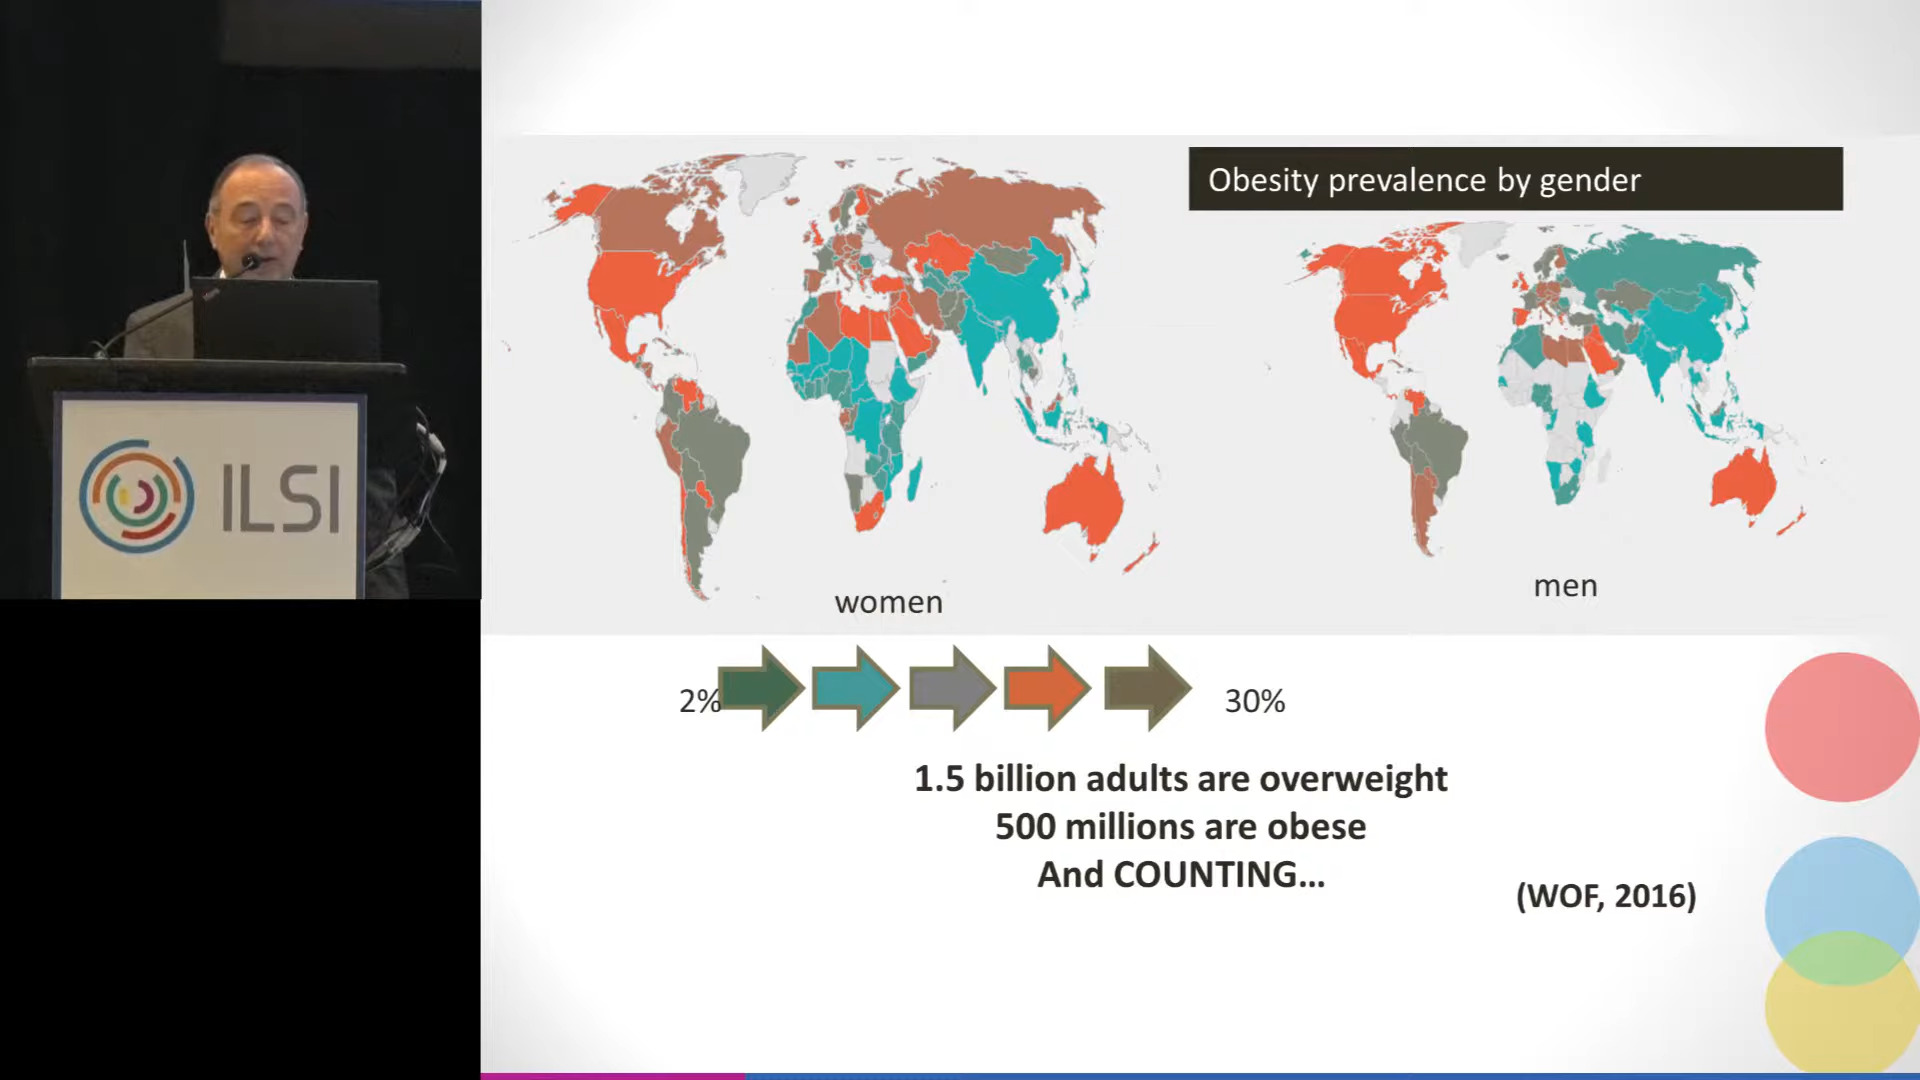 ILSI
Obesity prevalence by gender
women
men
2%
30%
1.5 billion adults are overweight
500 millions are obese
And COUNTING...
(WOF, 2016)